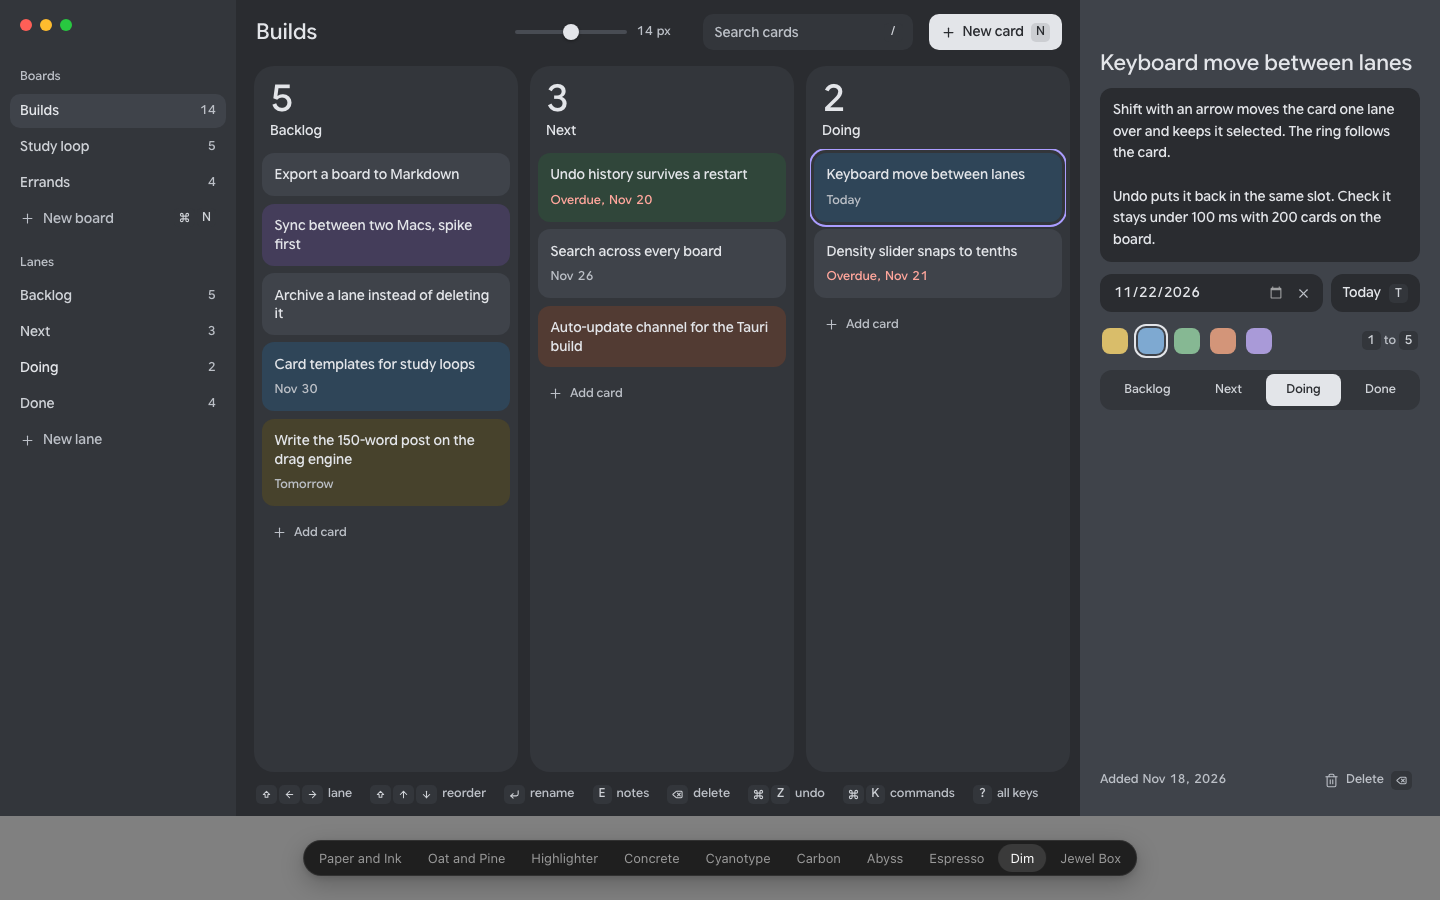 Boards
Builds 14
Study loop 5
Errands 4
New board ⌘ N
Lanes
Backlog 5
Next 3
Doing 2
Done 4
New lane
Builds
14 px
Search cards /
New card N
5
Backlog
Export a board to Markdown
Sync between two Macs, spike
first
Archive a lane instead of deleting
it
Card templates for study loops
Nov 30
Write the 150-word post on the
drag engine
Tomorrow
Add card
3
Next
Undo history survives a restart
Overdue, Nov 20
Search across every board
Nov 26
Auto-update channel for the Tauri
build
Add card
2
Doing
Keyboard move between lanes
Today
Density slider snaps to tenths
Overdue, Nov 21
Add card
⇧ ← → lane ⇧ ↑ ↓ reorder ↵ rename E notes ⌫ delete ⌘ Z undo ⌘ K commands ? all keys
Keyboard move between lanes
Shift with an arrow moves the card one lane
over and keeps it selected. The ring follows
the card.
Undo puts it back in the same slot. Check it
stays under 100 ms with 200 cards on the
board.
11/22/2026
Today T
1 to 5
Backlog Next Doing Done
Added Nov 18, 2026
Delete ⌫
Paper and Ink Oat and Pine Highlighter Concrete Cyanotype Carbon Abyss Espresso Dim Jewel Box